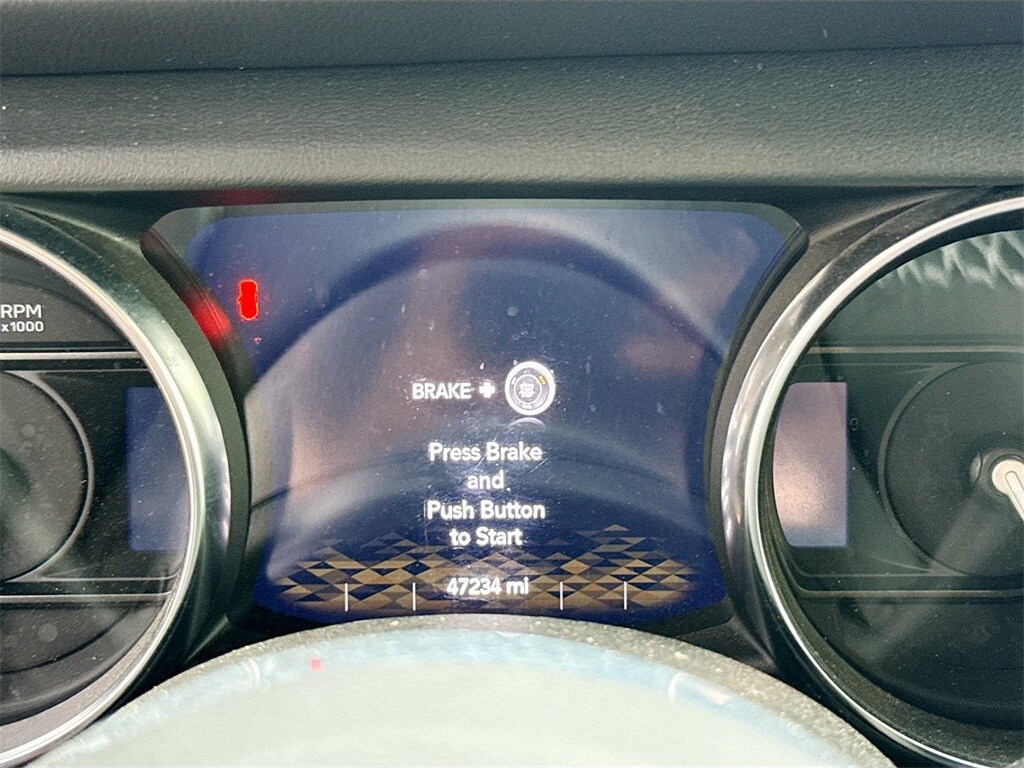 RPM
x1000
BRAKE +
Press Brake
and
Push Button
to Start
47234 mi